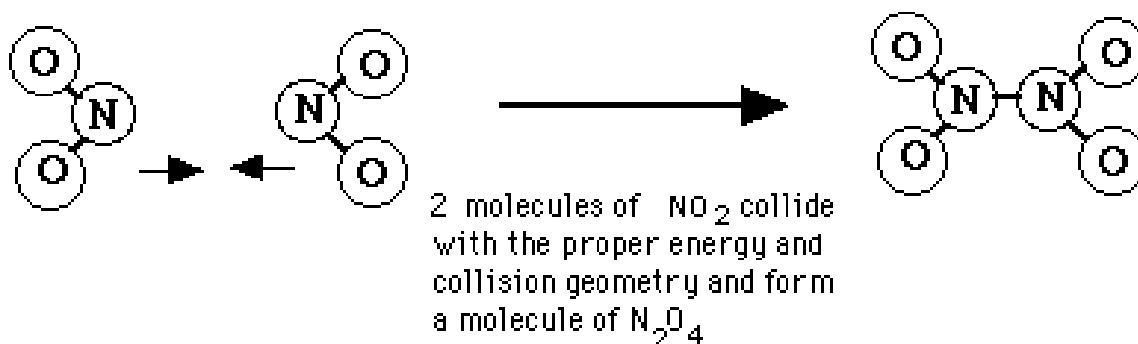 O O O O
N N N N
O O O O
2 molecules of NO₂ collide
with the proper energy and
collision geometry and form
a molecule of N₂O₄